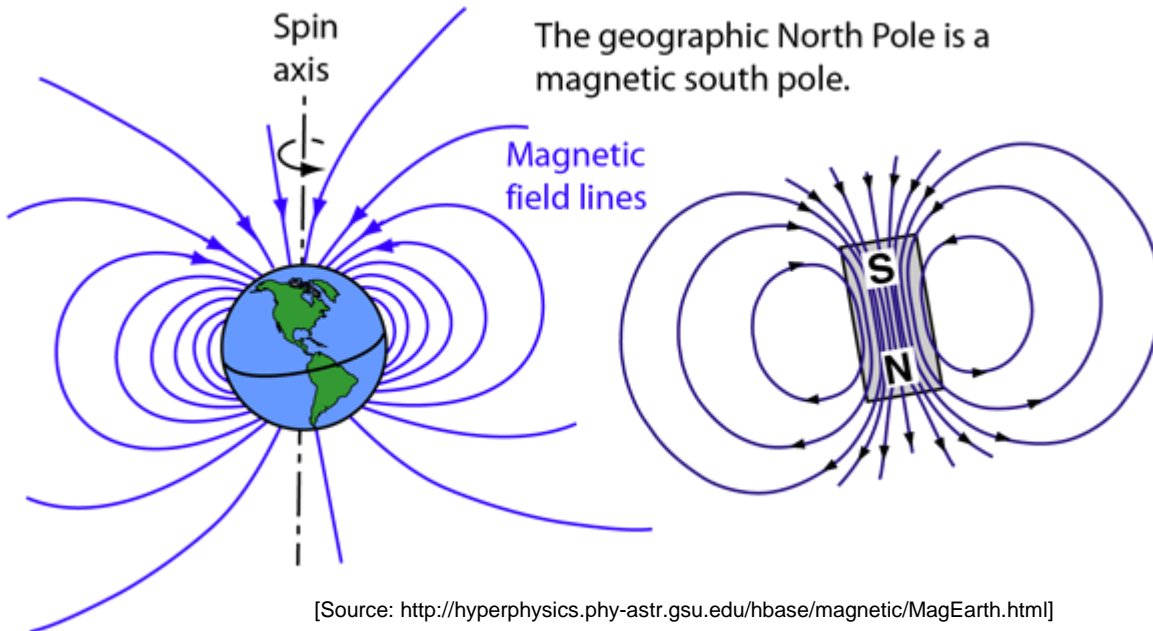 Spin
axis
The geographic North Pole is a
magnetic south pole.
Magnetic
field lines
S
N
[Source: http://hyperphysics.phy-astr.gsu.edu/hbase/magnetic/MagEarth.html]